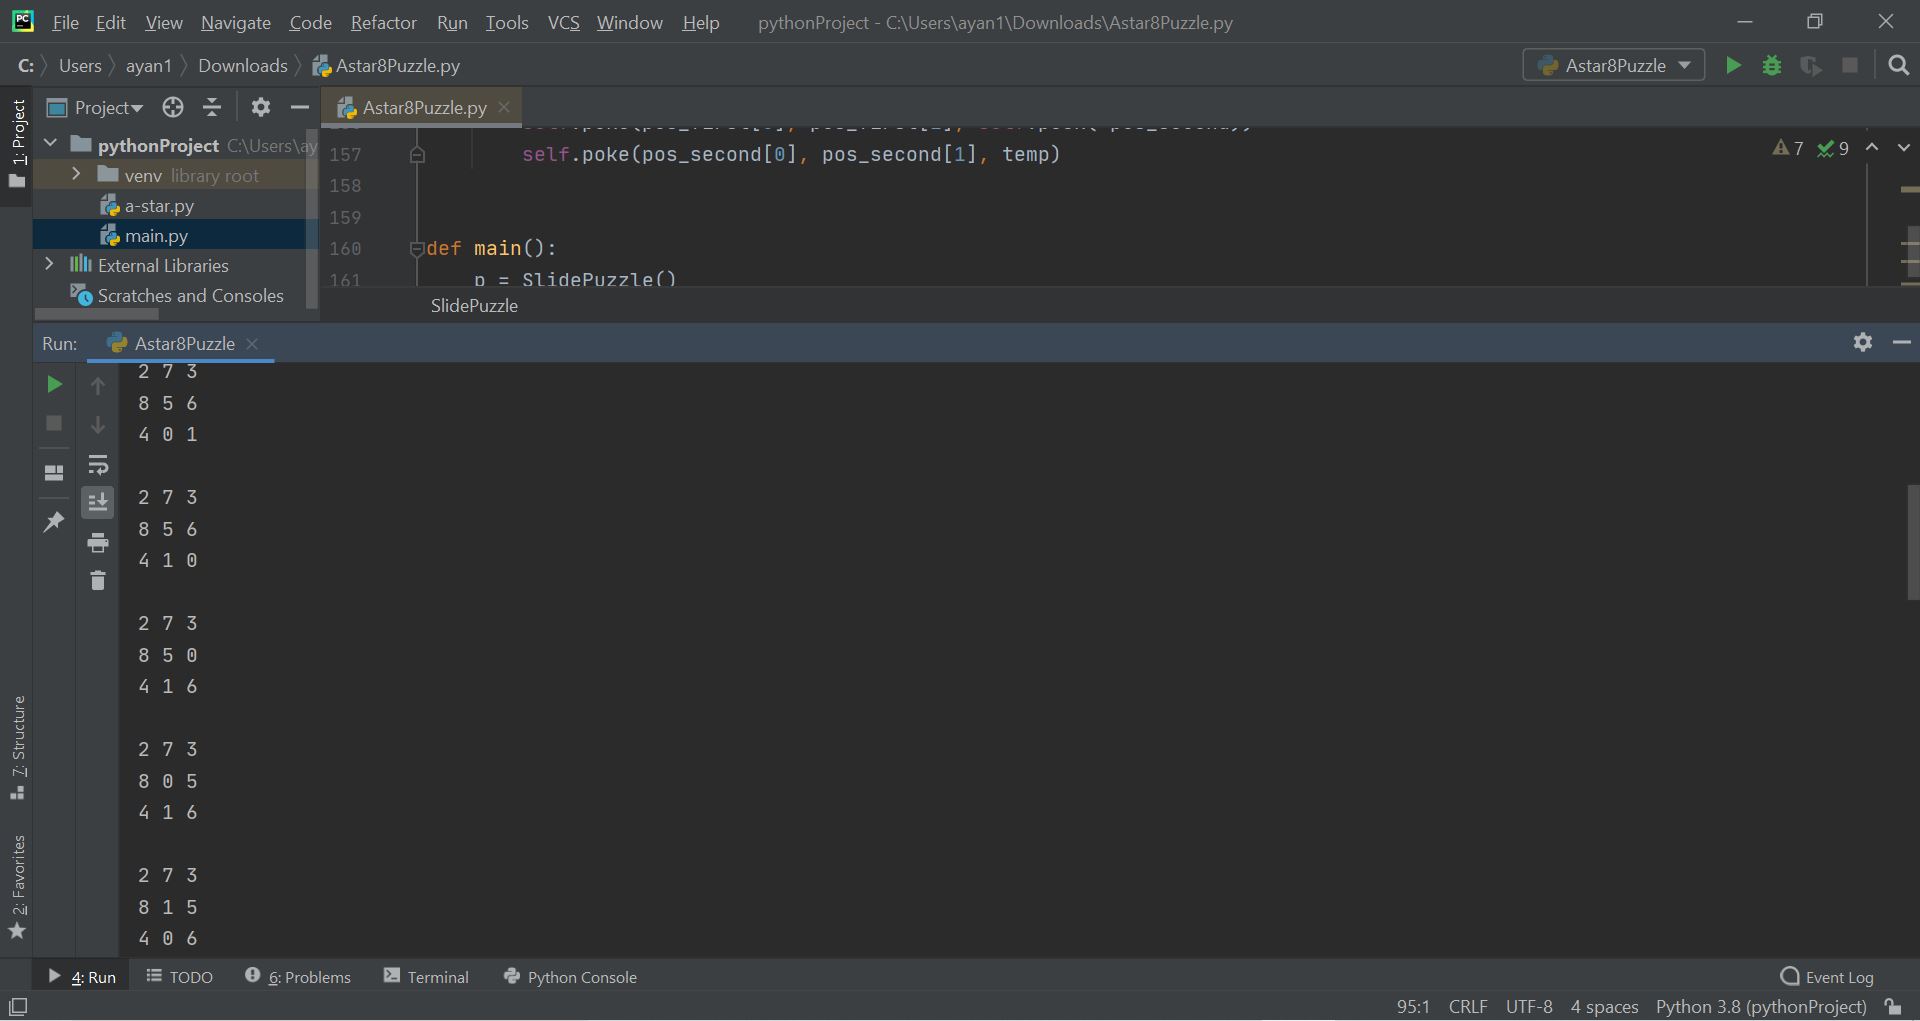 PC File Edit View Navigate Code Refactor Run Tools VCS Window Help pythonProject - C:\Users\ayan1\Downloads\Astar8Puzzle.py
C: Users ayan1 Downloads Astar8Puzzle.py Astar8Puzzle
1: Project
Project
pythonProject C:\Users\ay
venv library root
a-star.py
main.py
External Libraries
Scratches and Consoles
Astar8Puzzle.py
157 self.poke(pos_second[0], pos_second[1], temp)
158
159
160 def main():
161 p = SlidePuzzle()
7 9
SlidePuzzle
Run: Astar8Puzzle
2 7 3
8 5 6
4 0 1
2 7 3
8 5 6
4 1 0
2 7 3
8 5 0
4 1 6
2 7 3
8 0 5
4 1 6
2 7 3
8 1 5
4 0 6
7: Structure
2: Favorites
4: Run TODO 6: Problems Terminal Python Console Event Log
95:1 CRLF UTF-8 4 spaces Python 3.8 (pythonProject)